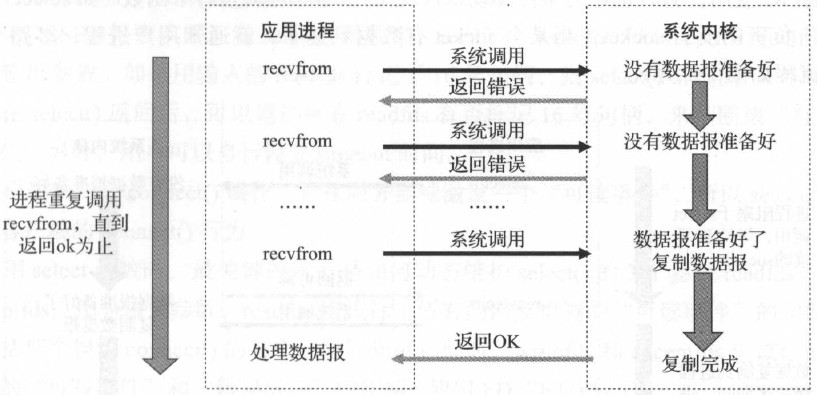 应用进程
系统内核
recvfrom
系统调用
没有数据报准备好
返回错误
recvfrom
系统调用
没有数据报准备好
返回错误
进程重复调用
recvfrom，直到
返回ok为止
……
……
recvfrom
系统调用
数据报准备好了
复制数据报
处理数据报
返回OK
复制完成